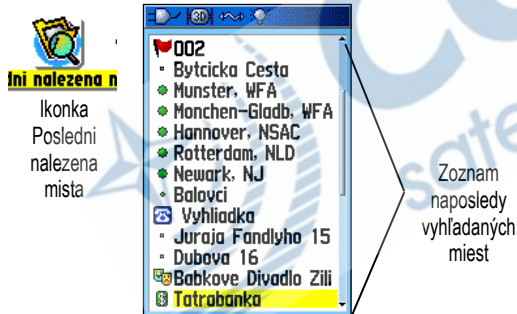 dni nalezena n
Ikonka
Posledni
nalezena
mista
3D
002
Bytcicka Cesta
Munster, WFA
Monchen-Gladb, WFA
Hannover, NSAC
Rotterdam, NLD
Newark, NJ
Balovci
Vyhliadka
Juraja Fandlyho 15
Dubova 16
Babkove Divadlo Zili
$ Tatrabanka
Zoznam
naposledy
vyhľadaných
miest